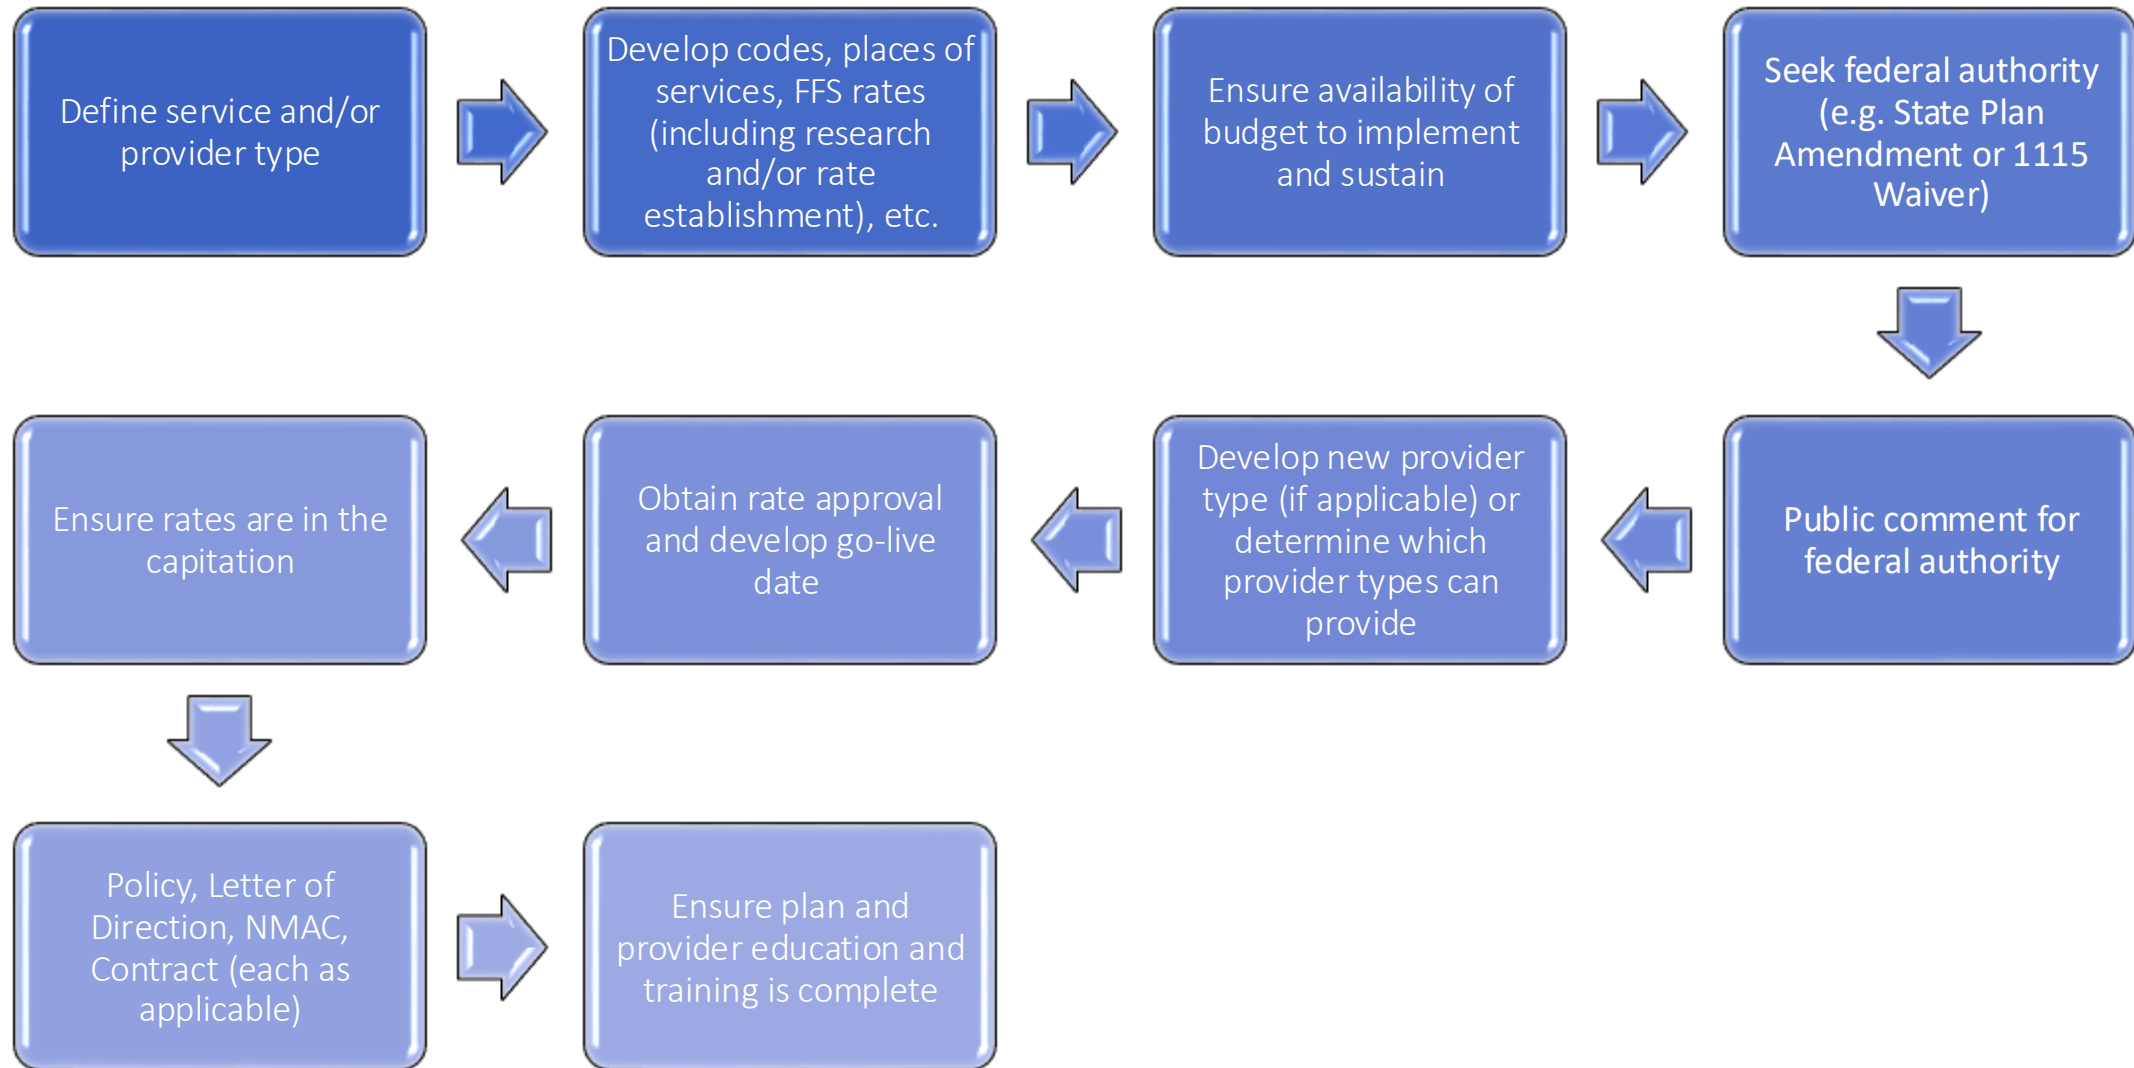 Define service and/or
provider type
Develop codes, places of
services, FFS rates
(including research
and/or rate
establishment), etc.
Ensure availability of
budget to implement
and sustain
Seek federal authority
(e.g. State Plan
Amendment or 1115
Waiver)
Public comment for
federal authority
Develop new provider
type (if applicable) or
determine which
provider types can
provide
Obtain rate approval
and develop go-live
date
Ensure rates are in the
capitation
Policy, Letter of
Direction, NMAC,
Contract (each as
applicable)
Ensure plan and
provider education and
training is complete